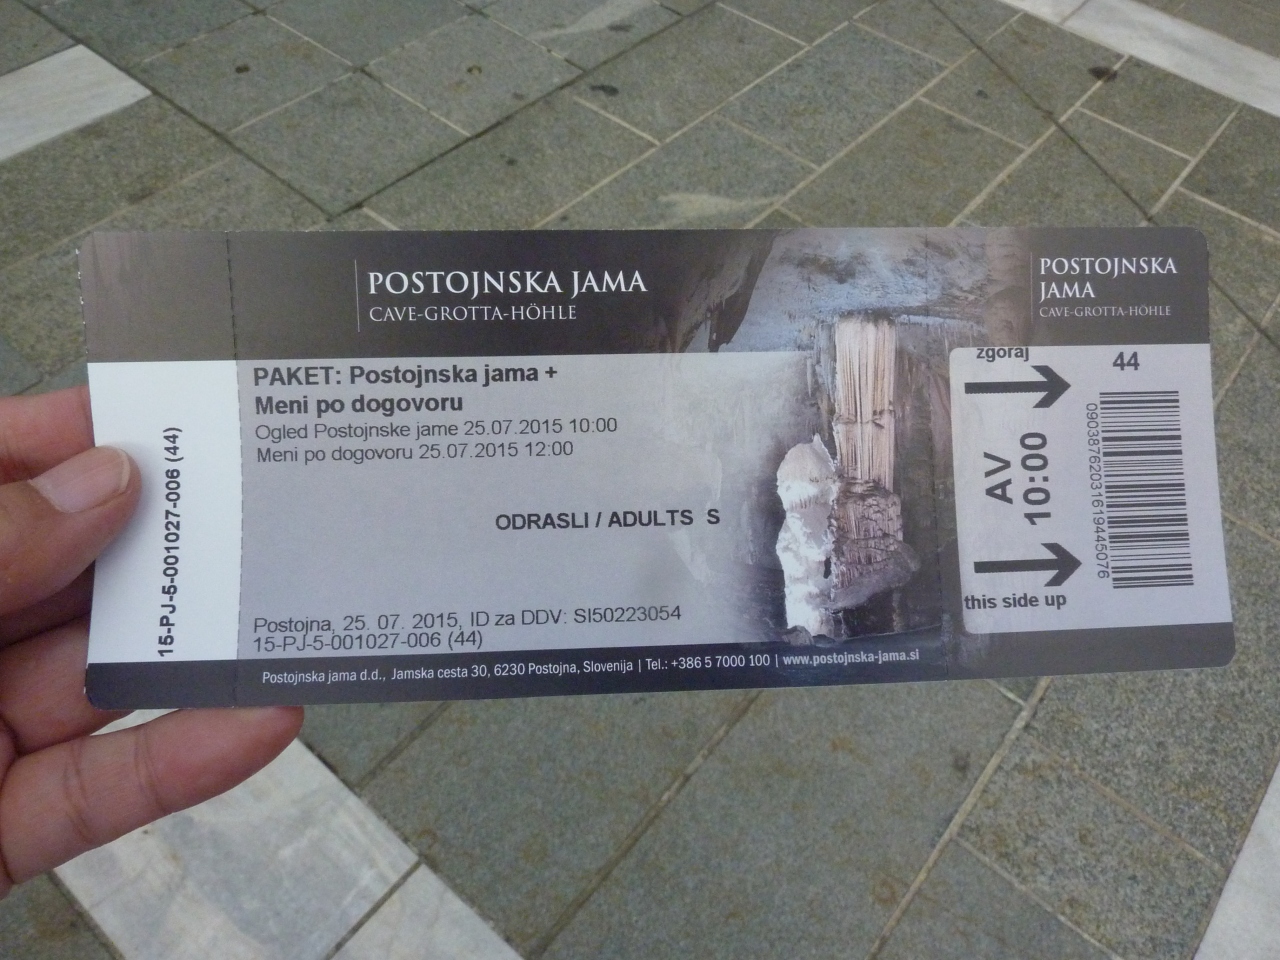 POSTOJNSKA JAMA
CAVE-GROTTA-HÖHLE
PAKET: Postojnska jama +
Meni po dogovoru
Ogled Postojnske jame 25.07.2015 10:00
Meni po dogovoru 25.07.2015 12:00
ODRASLI / ADULTS S
Postojna, 25. 07. 2015, ID za DDV: SI50223054
15-PJ-5-001027-006 (44)
Postojnska jama d.d., Jamska cesta 30, 6230 Postojna, Slovenija | Tel.: +386 5 7000 100 | www.postojnska-jama.si
15-PJ-5-001027-006 (44)
POSTOJNSKA
JAMA
CAVE-GROTTA-HÖHLE
zgoraj
44
AV
10:00
this side up
0903876203161944 5076